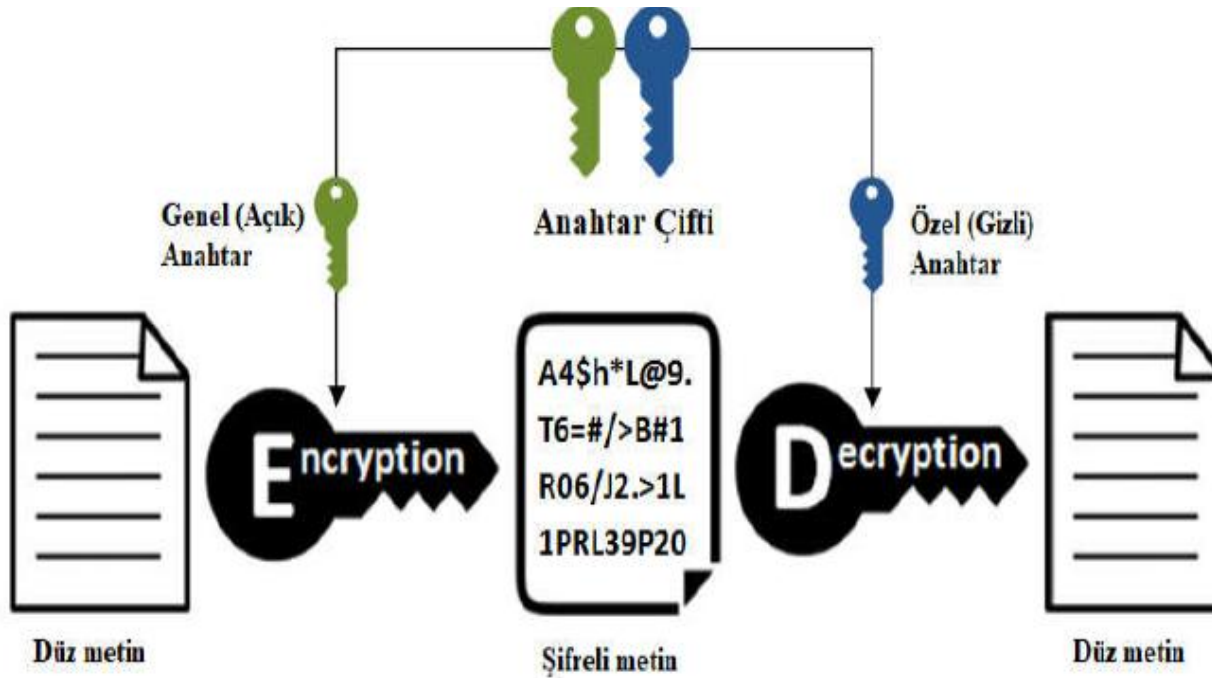 Genel (Açık)
Anahtar
Anahtar Çifti
Özel (Gizli)
Anahtar
Encryption
A4$h*L@9.
T6=#/>B#1
R06/J2.>1L
1PRL39P20
Decryption
Düz metin
Şifreli metin
Düz metin